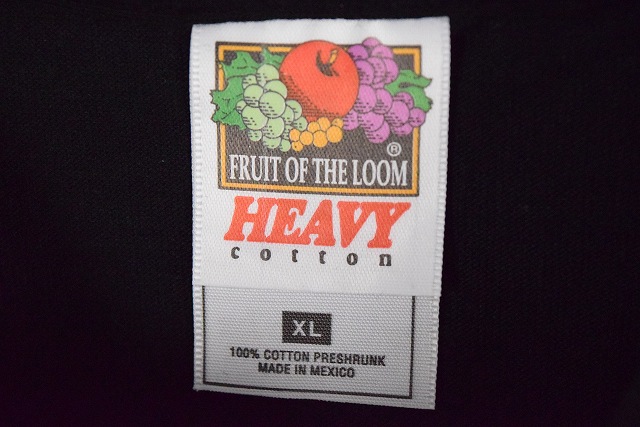 ®
FRUIT OF THE LOOM
HEAVY
cotton
XL
100% COTTON PRESHRUNK
MADE IN MEXICO